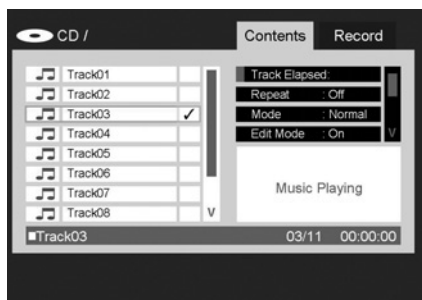 CD /
Contents Record
Track01
Track02
Track03 ✓
Track04
Track05
Track06
Track07
Track08
V
Track Elapsed:
Repeat : Off
Mode : Normal
Edit Mode : On
V
Music Playing
■Track03 03/11 00:00:00